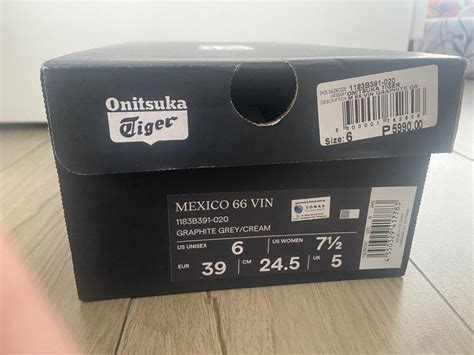 Onitsuka
Tiger
1183B391-020
ONITSUKA TIGER
Size: 6
P 5990.00
MEXICO 66 VIN
1183B391-020
GRAPHITE GREY/CREAM
US UNISEX 6 US WOMEN 7½
EUR 39 CM 24.5 UK 5